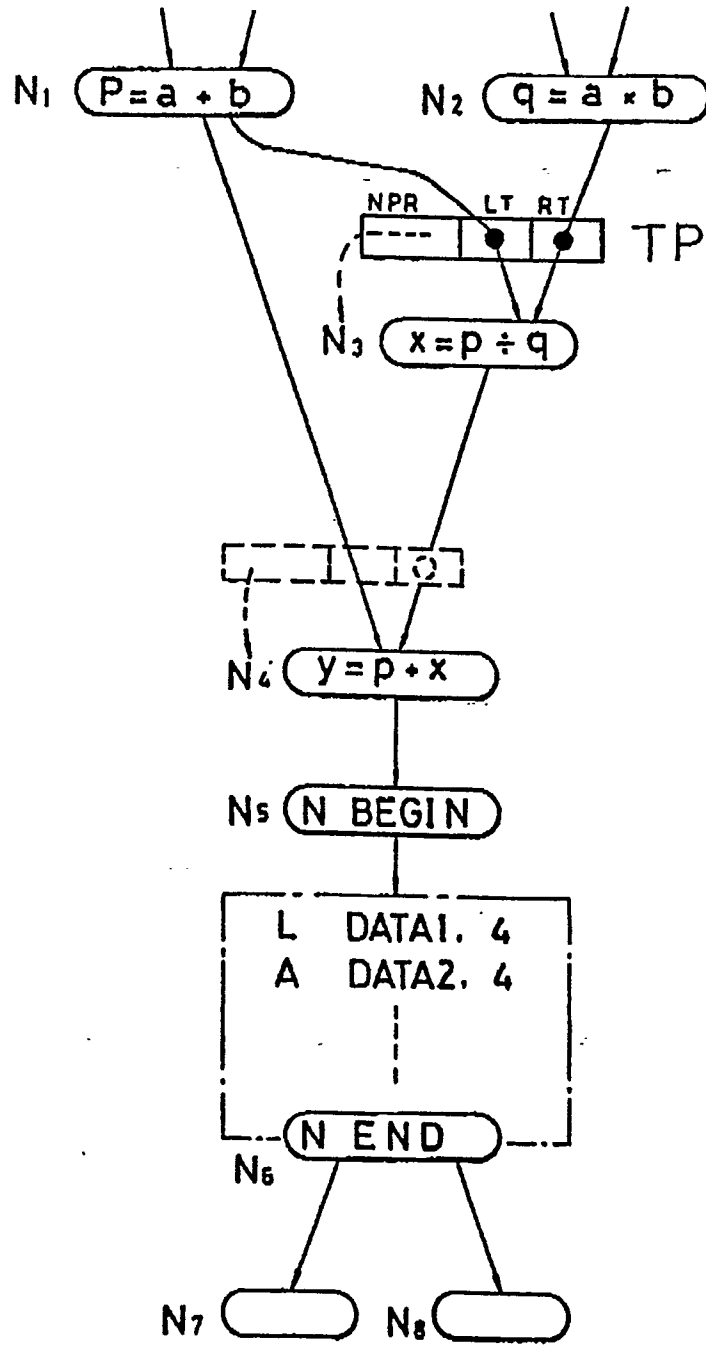 N1 P = a + b
N2 q = a × b
NPR LT RT
TP
N3 x = p ÷ q
N4 y = p + x
N5 N BEGIN
L DATA1. 4
A DATA2. 4
N6 N END
N7 N8